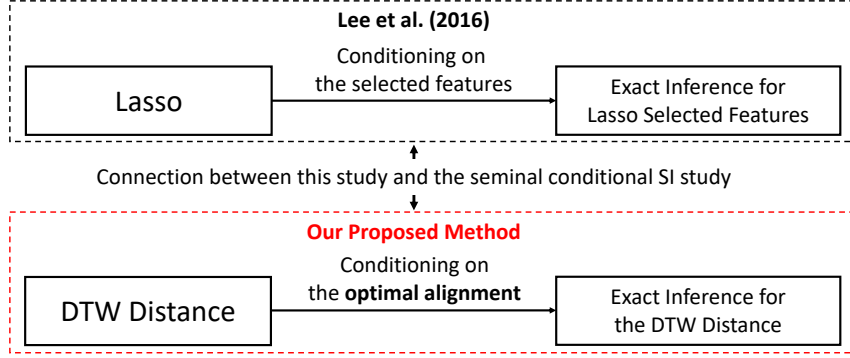 Lee et al. (2016)
Conditioning on
the selected features
Lasso
Exact Inference for
Lasso Selected Features
Connection between this study and the seminal conditional SI study
Our Proposed Method
Conditioning on
the optimal alignment
DTW Distance
Exact Inference for
the DTW Distance